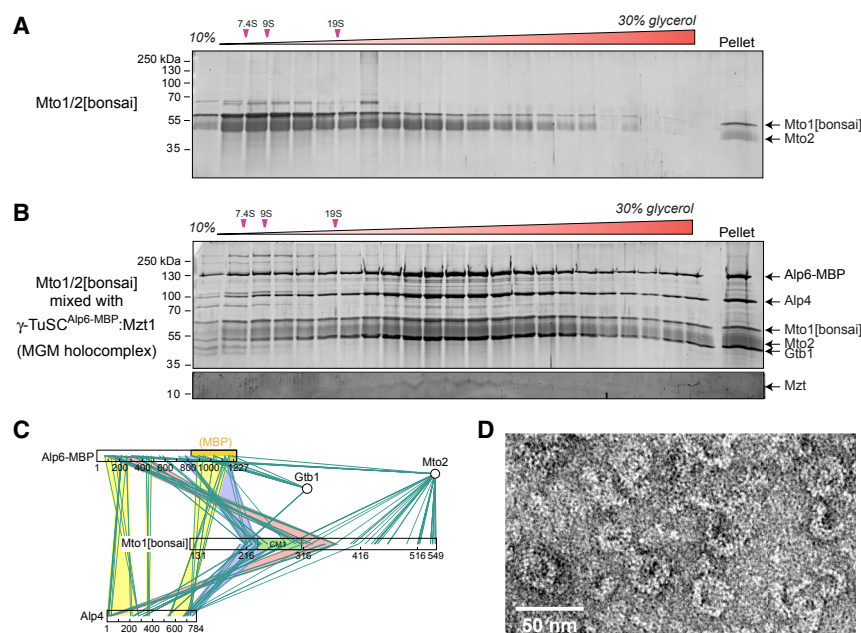 A
7.4S 9S 19S
10% 30% glycerol
Pellet
250 kDa
130
100
70
55
35
Mto1/2[bonsai]
Mto1[bonsai]
Mto2
B
7.4S 9S 19S
10% 30% glycerol
Pellet
250 kDa
130
100
70
55
35
10
Mto1/2[bonsai]
mixed with
γ-TuSCAlp6-MBP:Mzt1
(MGM holocomplex)
Alp6-MBP
Alp4
Mto1[bonsai]
Mto2
Gtb1
Mzt
C
(MBP)
Alp6-MBP
1 200 400 600 800 1000 1227
Gtb1
Mto2
Mto1[bonsai]
CM1
131 216 316 416 516 549
Alp4
1 200 400 600 784
D
50 nm